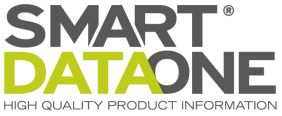 SMART®
DATAONE
HIGH QUALITY PRODUCT INFORMATION